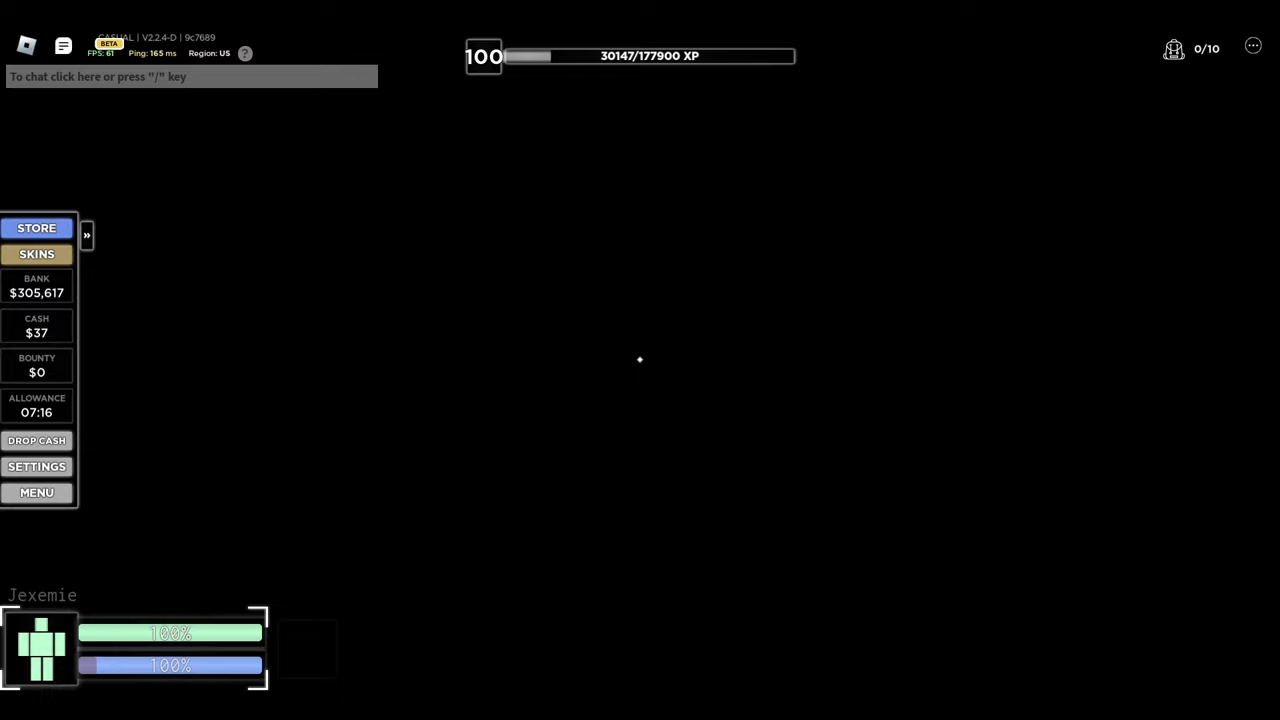 CASUAL | V2.2.4-D | 9c7689
BETA
FPS: 61 Ping: 165 ms Region: US ?
To chat click here or press "/" key
100 30147/177900 XP
0/10
STORE
»
SKINS
BANK
$305,617
CASH
$37
BOUNTY
$0
ALLOWANCE
07:16
DROP CASH
SETTINGS
MENU
Jexemie
100%
100%